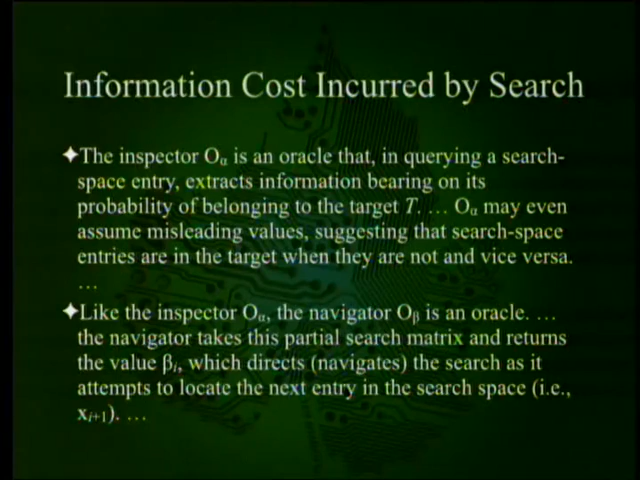 Information Cost Incurred by Search
✦The inspector Oα is an oracle that, in querying a search-
space entry, extracts information bearing on its
probability of belonging to the target T. … Oα may even
assume misleading values, suggesting that search-space
entries are in the target when they are not and vice versa.
…
✦Like the inspector Oα, the navigator Oβ is an oracle. …
the navigator takes this partial search matrix and returns
the value βi, which directs (navigates) the search as it
attempts to locate the next entry in the search space (i.e.,
xi+1). …